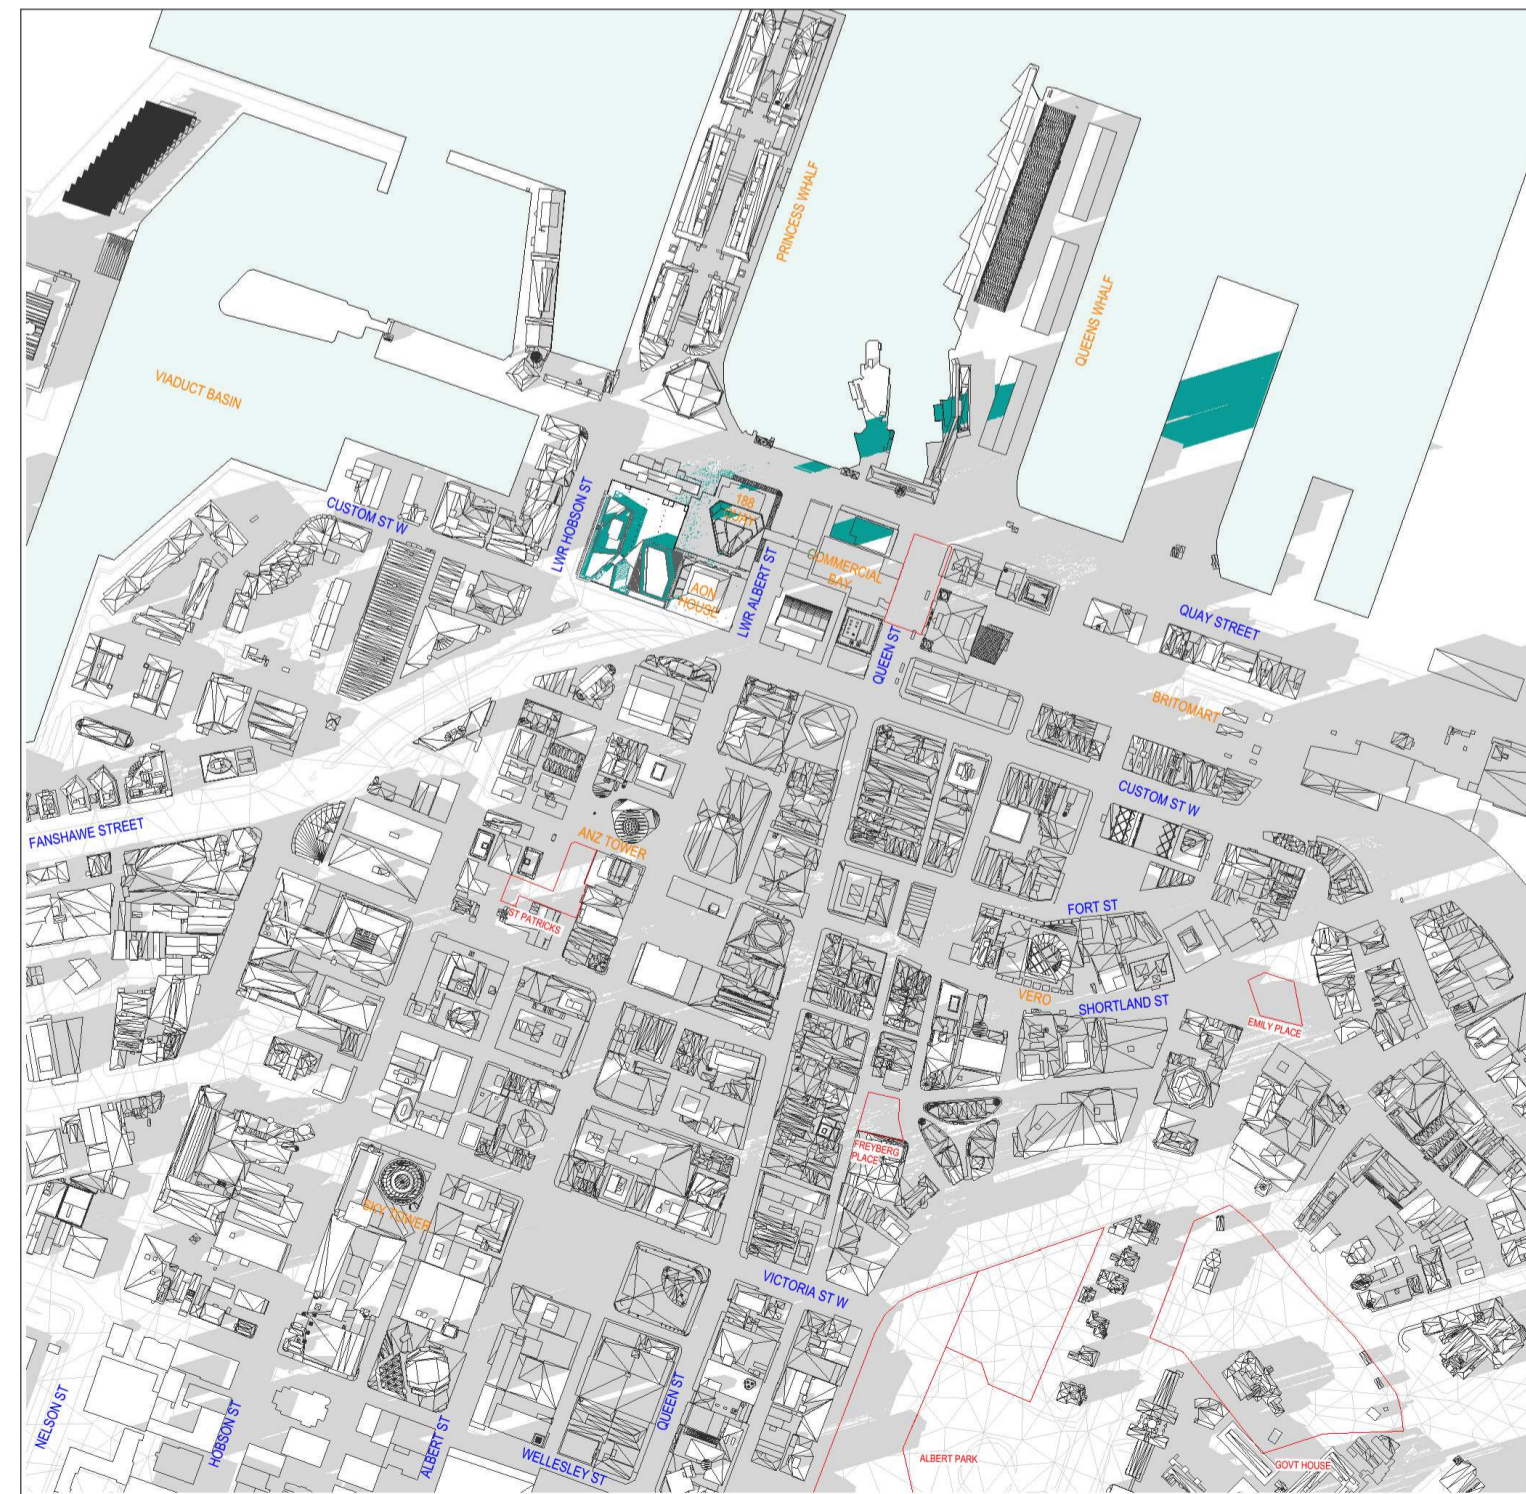 PRINCESS WHALF
QUEENS WHALF
VIADUCT BASIN
CUSTOM ST W
LWR HOBSON ST
188
QUAY
LWR ALBERT ST
COMMERCIAL
BAY
AON
HOUSE
QUEEN ST
QUAY STREET
BRITOMART
CUSTOM ST W
FANSHAWE STREET
ANZ TOWER
ST PATRICKS
FORT ST
VERO
SHORTLAND ST
EMILY PLACE
FREYBERG
PLACE
SKY TOWER
VICTORIA ST W
NELSON ST
HOBSON ST
ALBERT ST
WELLESLEY ST
QUEEN ST
ALBERT PARK
GOVT HOUSE